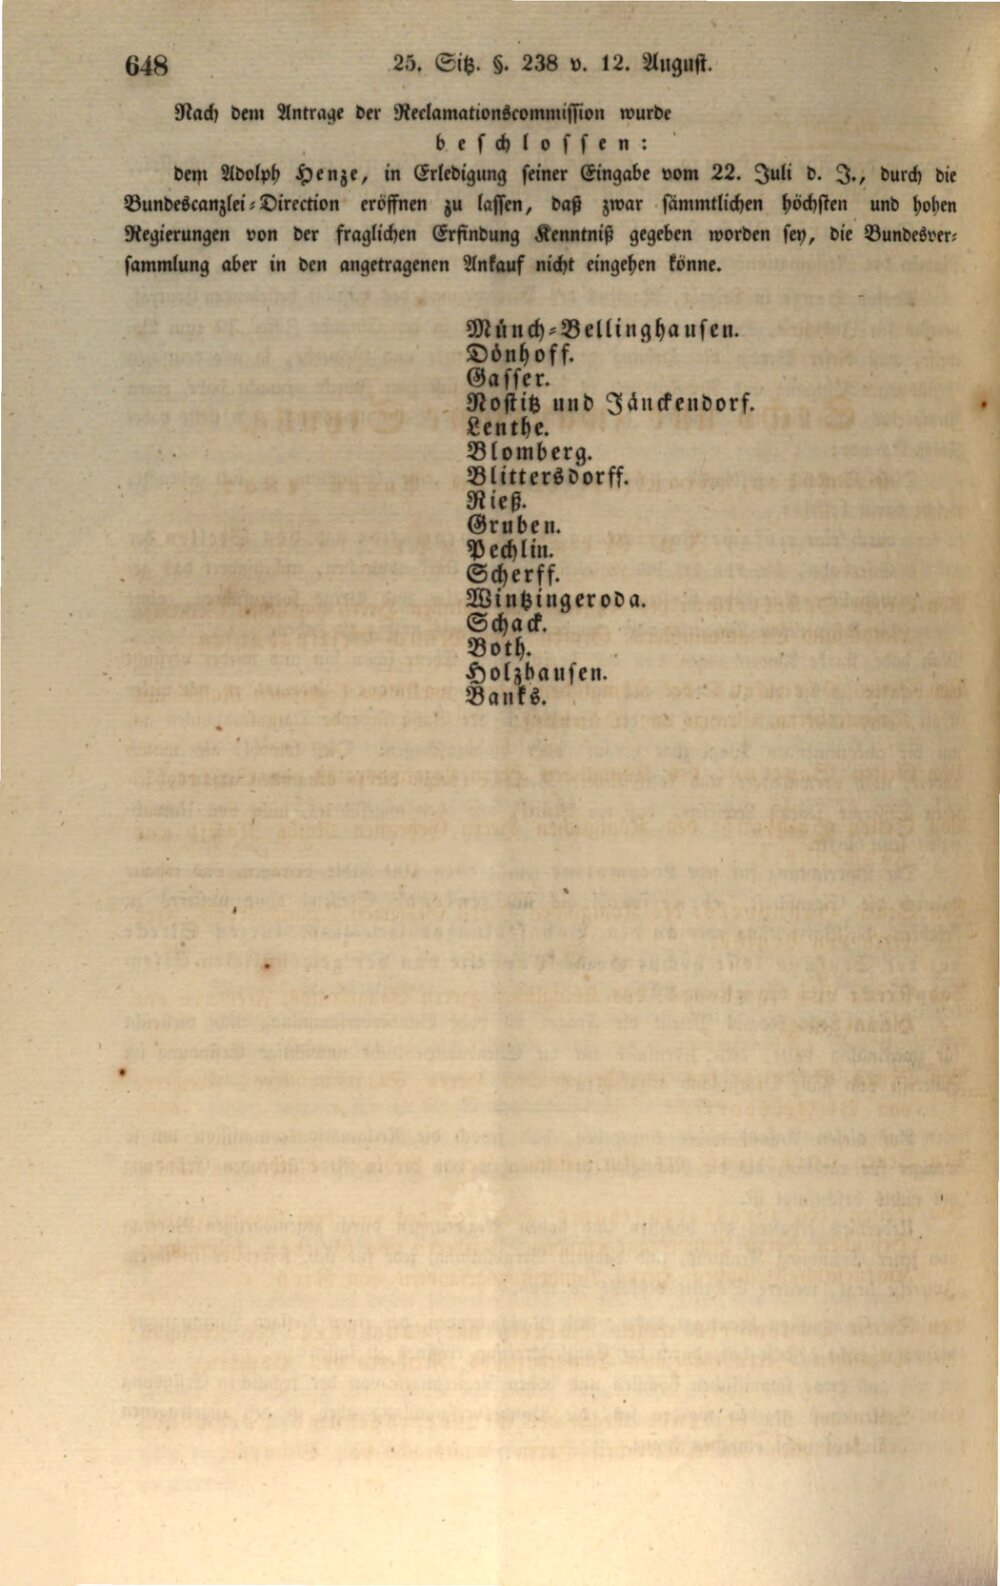 648
25. Sitz. §. 238 v. 12. August.
Nach dem Antrage der Reclamationscommission wurde
beschlossen:
dem Adolph Henze, in Erledigung seiner Eingabe vom 22. Juli d. J., durch die
Bundescanzlei-Direction eröffnen zu lassen, daß zwar sämmtlichen höchsten und hohen
Regierungen von der fraglichen Erfindung Kenntniß gegeben worden sey, die Bundesver-
sammlung aber in den angetragenen Ankauf nicht eingehen könne.
Münch-Bellinghausen.
Dönhoff.
Gasser.
Nostitz und Jänckendorf.
Lenthe.
Blomberg.
Blittersdorff.
Rieß.
Gruben.
Pechlin.
Scherff.
Wintzingeroda.
Schack.
Both.
Holzhausen.
Banks.